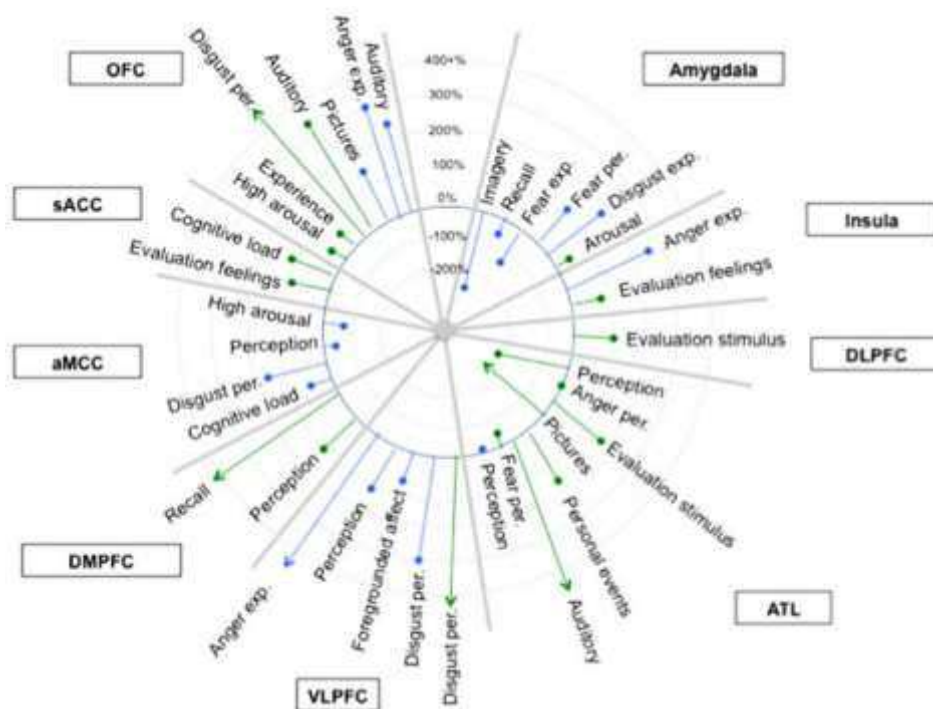 OFC
Disgust per.
Auditory
Pictures
Anger exp.
Auditory
400+%
300%
200%
100%
0%
-100%
-200%
Amygdala
Imagery
Recall
Fear exp.
Fear per.
Disgust exp.
Arousal
Insula
Anger exp.
Evaluation feelings
DLPFC
Evaluation stimulus
ATL
Perception
Anger per.
Evaluation stimulus
Pictures
Personal events
Auditory
Fear per.
Perception
VLPFC
Disgust per.
Disgust per.
Foregrounded affect
Perception
Anger exp.
DMPFC
Perception
Recall
aMCC
Cognitive load
Disgust per.
Perception
High arousal
sACC
Evaluation feelings
Cognitive load
High arousal
Experience